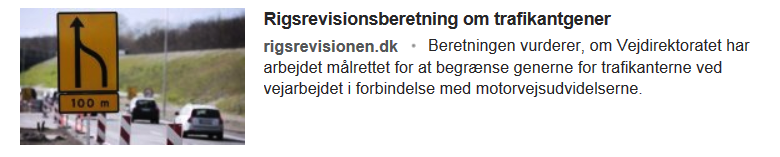 Rigsrevisionsberetning om trafikantgener
rigsrevisionen.dk • Beretningen vurderer, om Vejdirektoratet har
arbejdet målrettet for at begrænse generne for trafikanterne ved
vejarbejdet i forbindelse med motorvejsudvidelserne.
100 m